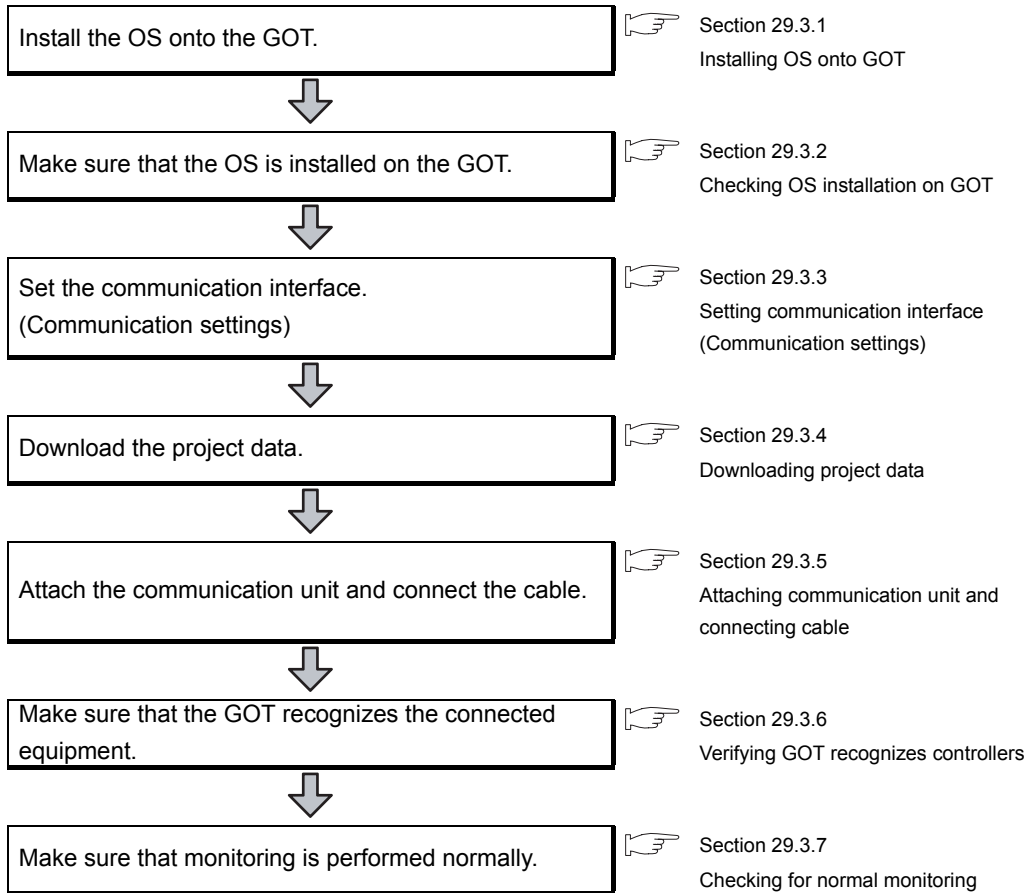 Install the OS onto the GOT.
Section 29.3.1
Installing OS onto GOT
Make sure that the OS is installed on the GOT.
Section 29.3.2
Checking OS installation on GOT
Set the communication interface.
(Communication settings)
Section 29.3.3
Setting communication interface
(Communication settings)
Download the project data.
Section 29.3.4
Downloading project data
Attach the communication unit and connect the cable.
Section 29.3.5
Attaching communication unit and
connecting cable
Make sure that the GOT recognizes the connected
equipment.
Section 29.3.6
Verifying GOT recognizes controllers
Make sure that monitoring is performed normally.
Section 29.3.7
Checking for normal monitoring